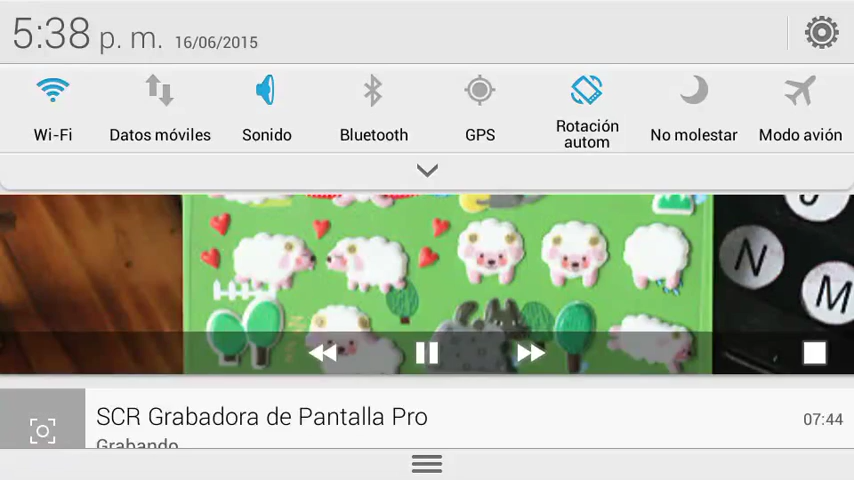 5:38 p. m. 16/06/2015
Wi-Fi
Datos móviles
Sonido
Bluetooth
GPS
Rotación
autom
No molestar
Modo avión
N
M
SCR Grabadora de Pantalla Pro
07:44
Grabando